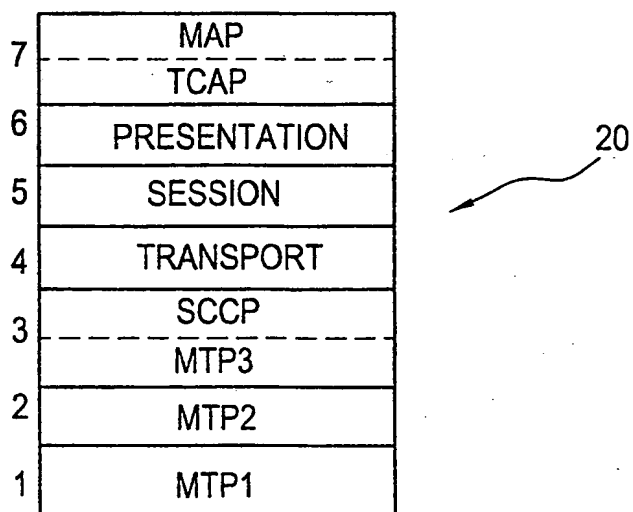 MAP
7
TCAP
6 PRESENTATION
20
5 SESSION
4 TRANSPORT
SCCP
3
MTP3
2 MTP2
1 MTP1